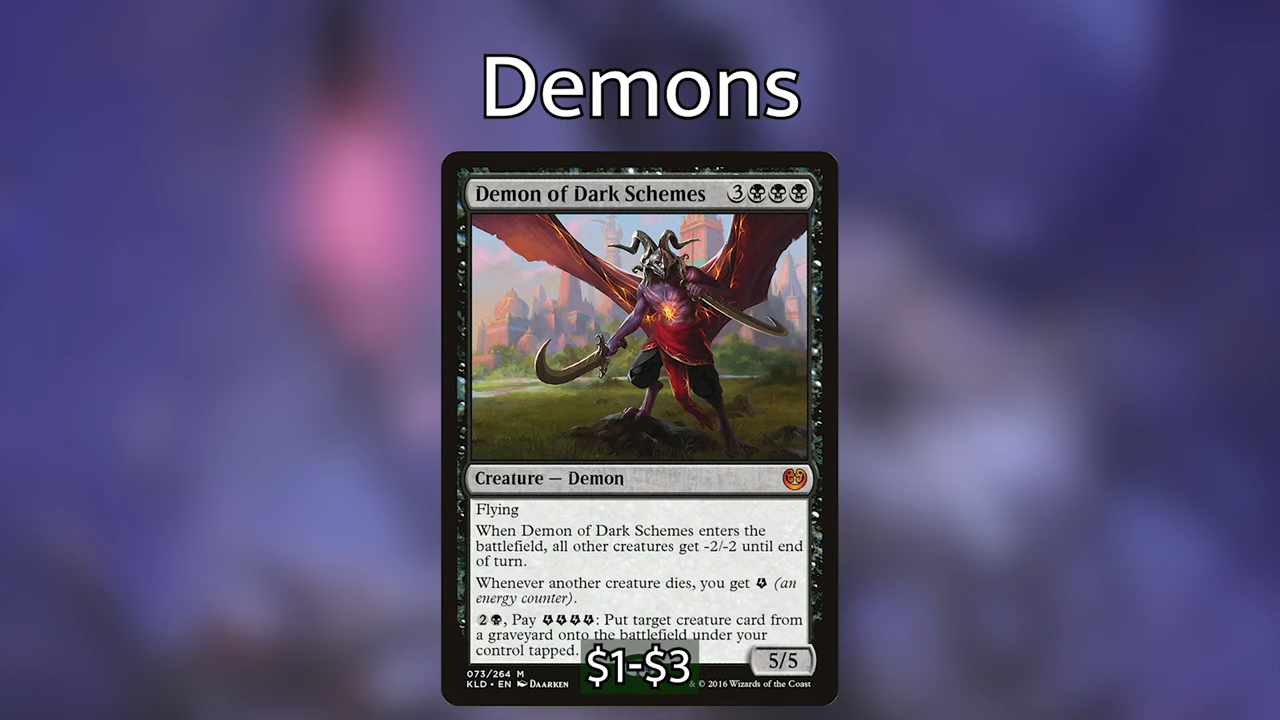 Demons
Demon of Dark Schemes 3
Creature — Demon
Flying
When Demon of Dark Schemes enters the
battlefield, all other creatures get -2/-2 until end
of turn.
Whenever another creature dies, you get (an
energy counter).
2 , Pay : Put target creature card from
a graveyard onto the battlefield under your
control tapped.
$1-$3
5/5
073/264 M
KLD • EN DAARKEN & © 2016 Wizards of the Coast